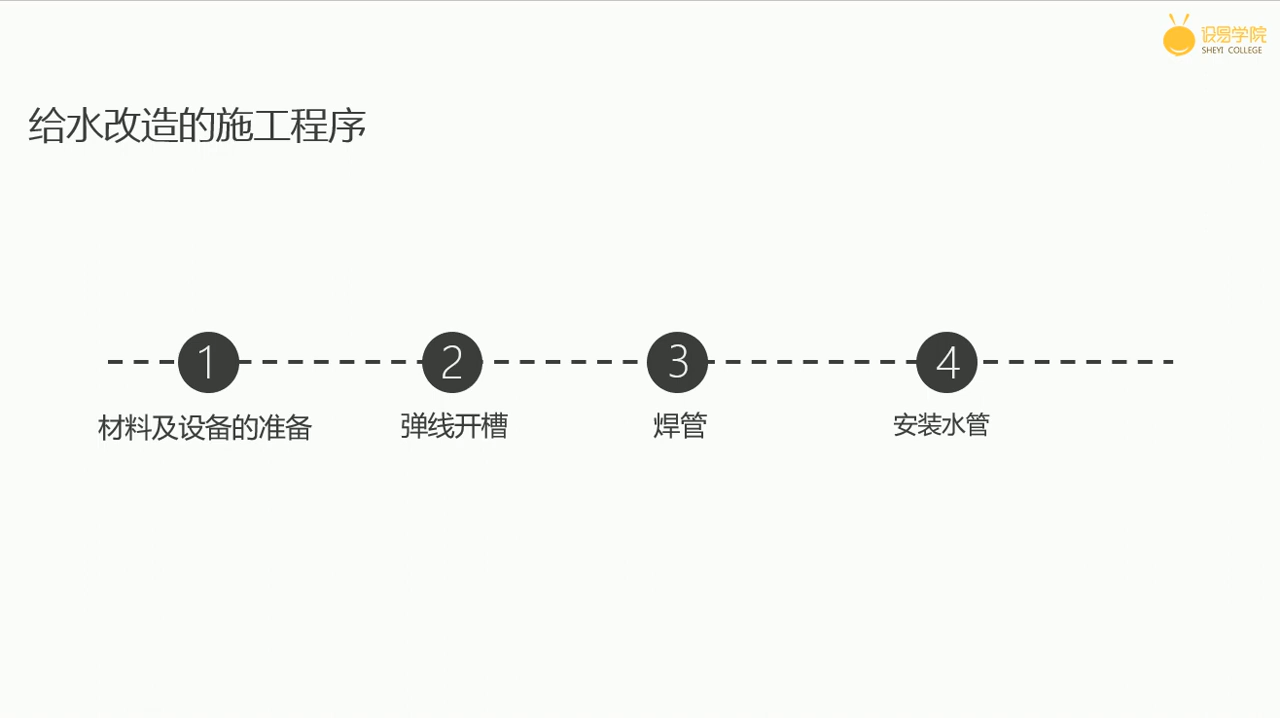 设易学院
SHEYI COLLEGE
给水改造的施工程序
1
2
3
4
材料及设备的准备
弹线开槽
焊管
安装水管